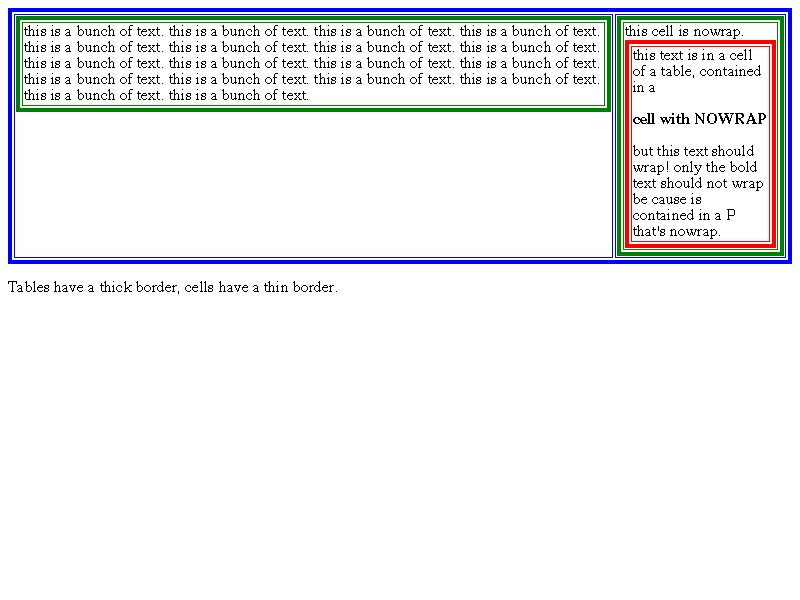 this is a bunch of text. this is a bunch of text. this is a bunch of text. this is a bunch of text.
this is a bunch of text. this is a bunch of text. this is a bunch of text. this is a bunch of text.
this is a bunch of text. this is a bunch of text. this is a bunch of text. this is a bunch of text.
this is a bunch of text. this is a bunch of text. this is a bunch of text. this is a bunch of text.
this is a bunch of text. this is a bunch of text.
this cell is nowrap.
this text is in a cell
of a table, contained
in a
cell with NOWRAP
but this text should
wrap! only the bold
text should not wrap
be cause is
contained in a P
that's nowrap.
Tables have a thick border, cells have a thin border.